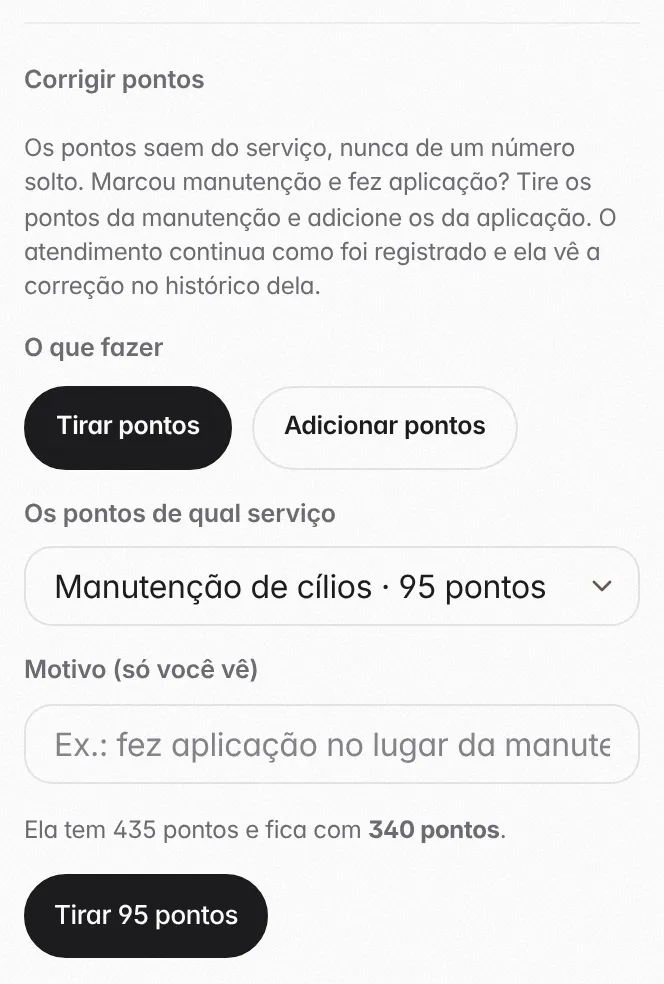 Corrigir pontos
Os pontos saem do serviço, nunca de um número
solto. Marcou manutenção e fez aplicação? Tire os
pontos da manutenção e adicione os da aplicação. O
atendimento continua como foi registrado e ela vê a
correção no histórico dela.
O que fazer
Tirar pontos
Adicionar pontos
Os pontos de qual serviço
Manutenção de cílios · 95 pontos
Motivo (só você vê)
Ex.: fez aplicação no lugar da manute
Ela tem 435 pontos e fica com 340 pontos.
Tirar 95 pontos